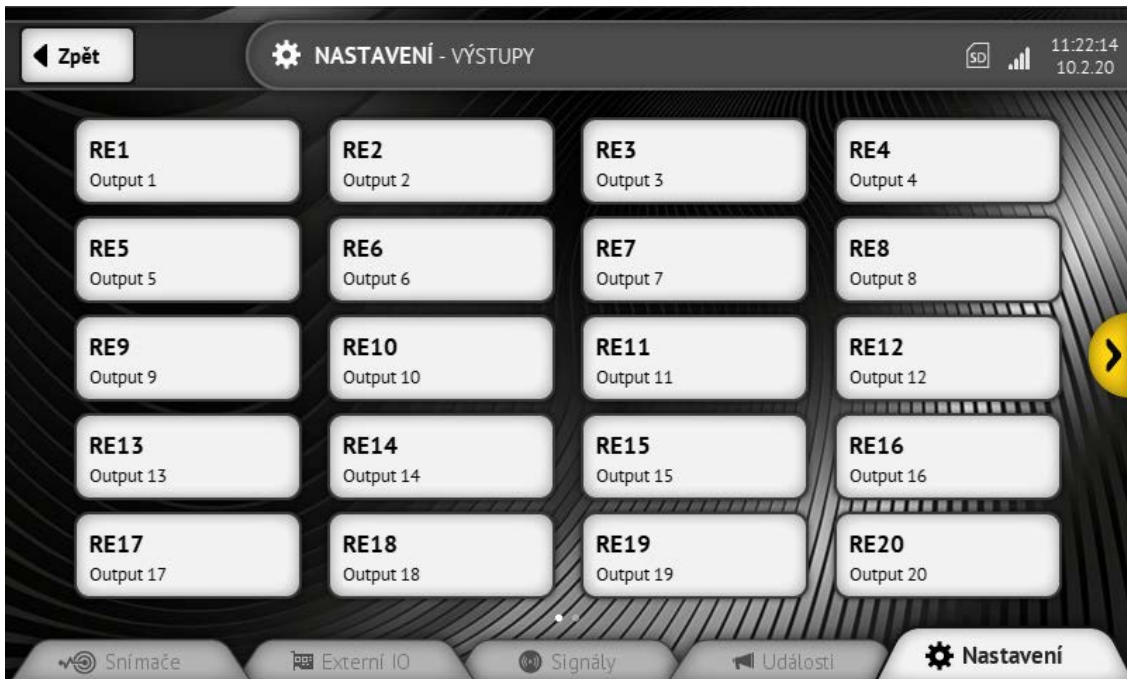 Zpět
NASTAVENÍ - VÝSTUPY
SD
11:22:14
10.2.20
RE1
Output 1
RE2
Output 2
RE3
Output 3
RE4
Output 4
RE5
Output 5
RE6
Output 6
RE7
Output 7
RE8
Output 8
RE9
Output 9
RE10
Output 10
RE11
Output 11
RE12
Output 12
RE13
Output 13
RE14
Output 14
RE15
Output 15
RE16
Output 16
RE17
Output 17
RE18
Output 18
RE19
Output 19
RE20
Output 20
Snímače
Externí IO
Signály
Události
Nastavení